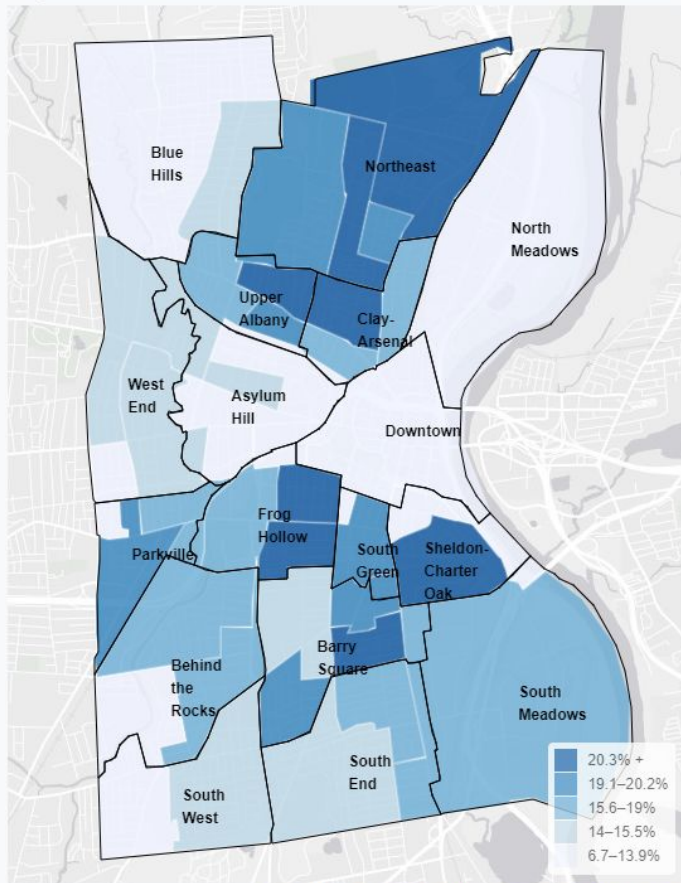 Blue
Hills
Northeast
North
Meadows
Upper
Albany
Clay-
Arsenal
West
End
Asylum
Hill
Downtown
Frog
Hollow
Parkville
South
Green
Sheldon-
Charter
Oak
Barry
Square
Behind
the
Rocks
South
Meadows
South
End
South
West
20.3% +
19.1–20.2%
15.6–19%
14–15.5%
6.7–13.9%